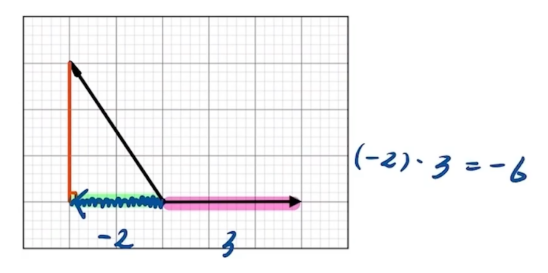 (-2) · 3 = -6
-2 3